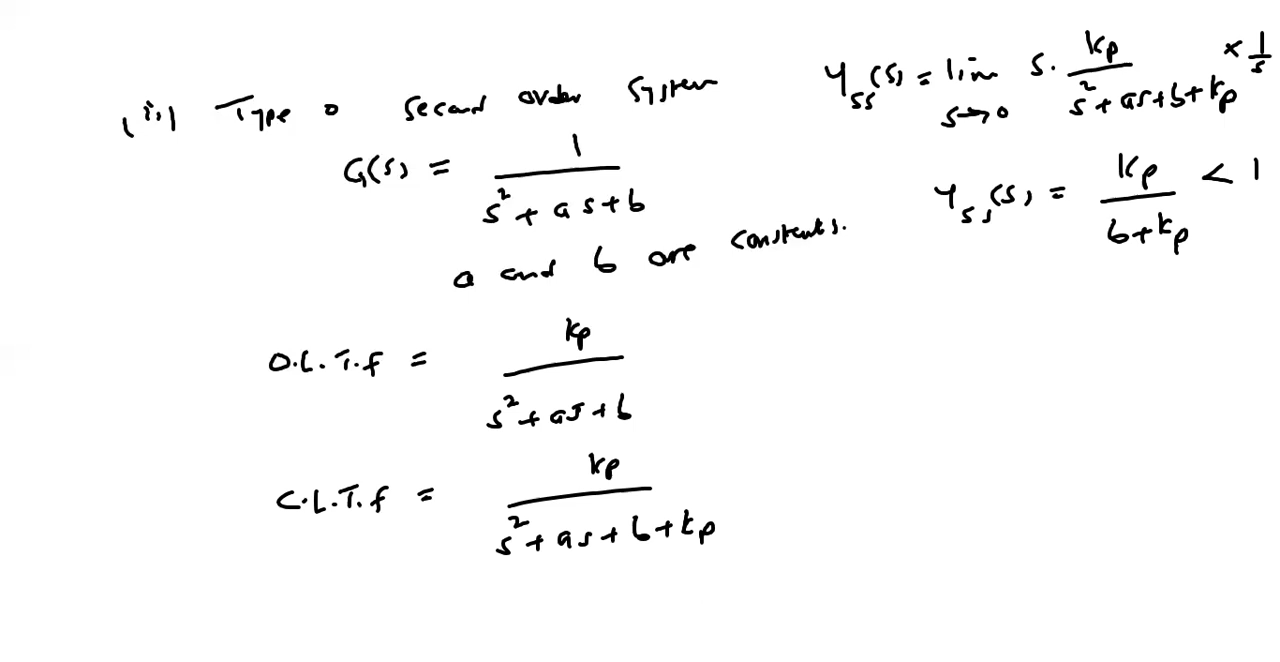 (ii) Type 0 second order system
G(s) = 1 / (s² + as + b)
a and b are constants.
O.L.T.f = kp / (s² + as + b)
C.L.T.f = kp / (s² + as + b + kp)
Yss(s) = lim s→0 s · kp / (s² + as + b + kp) × 1/s
Yss(s) = kp / (b + kp) < 1